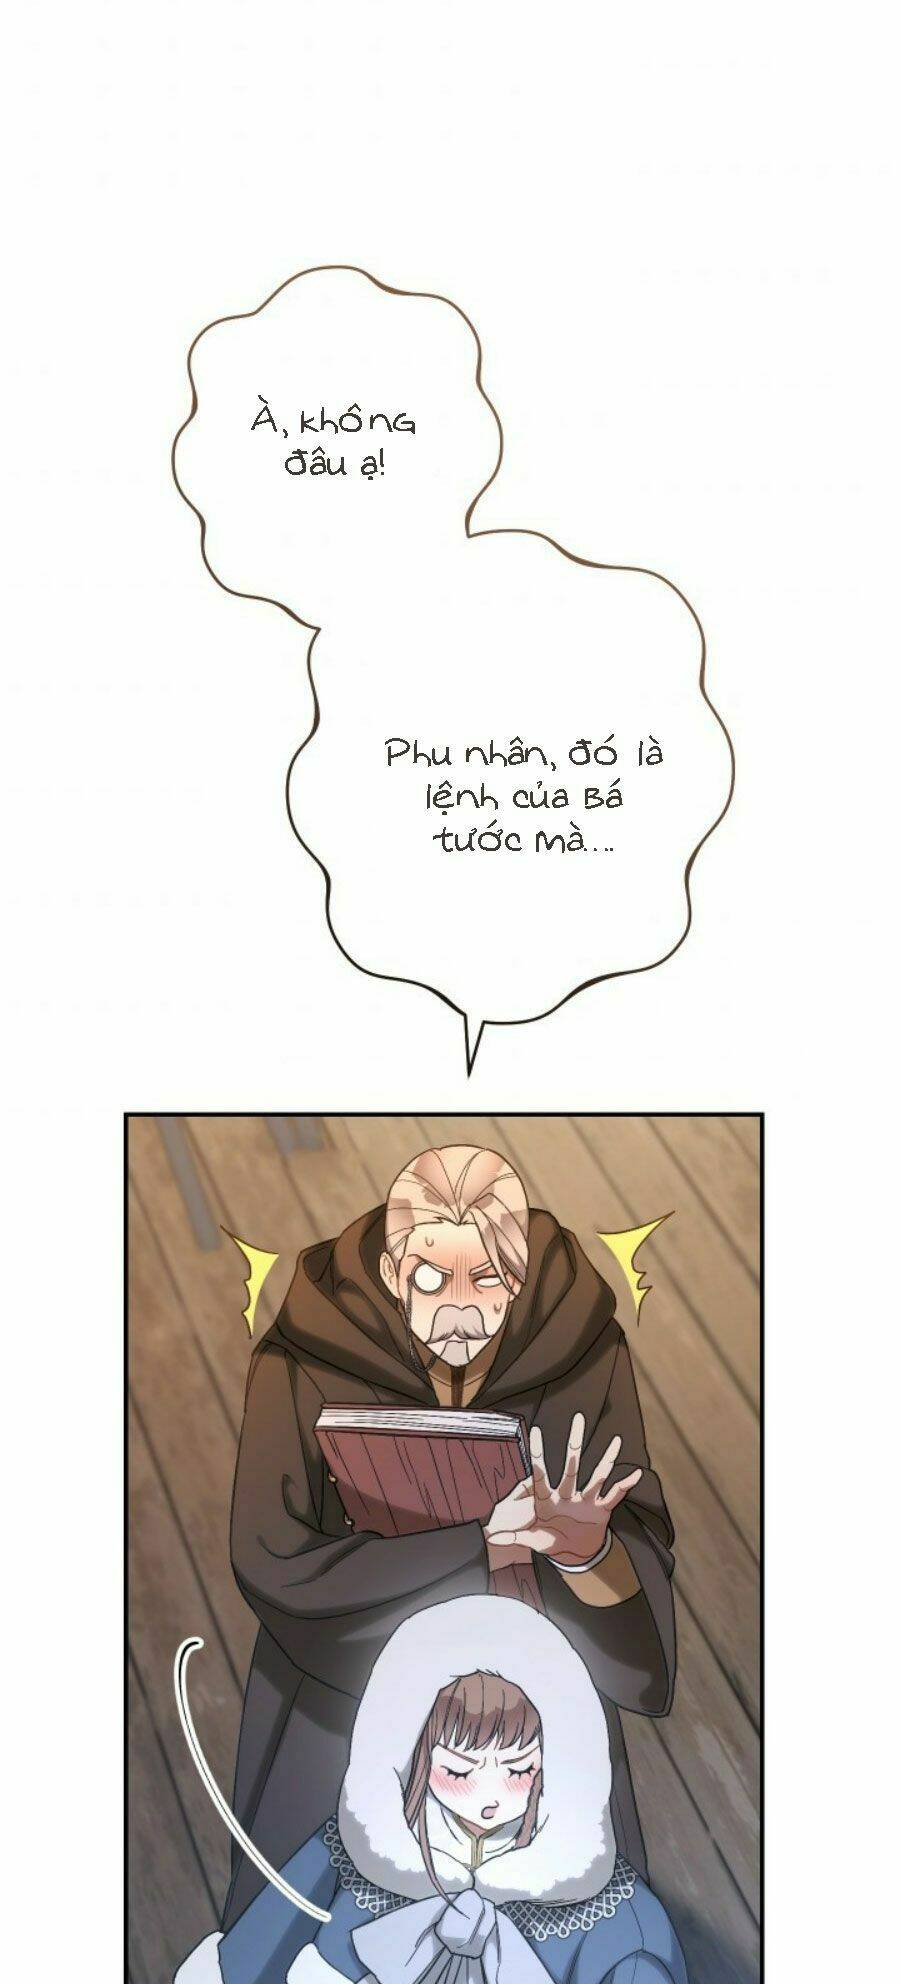 À, không
đâu ạ!
Phu nhân, đó là
lệnh của Bá
tước mà....